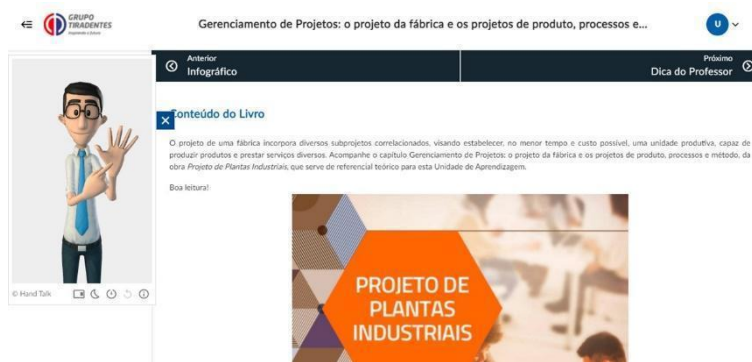 GRUPO
TIRADENTES
Gerenciamento de Projetos: o projeto da fábrica e os projetos de produto, processos e...
U
Anterior
Infográfico
Próximo
Dica do Professor
Conteúdo do Livro
O projeto de uma fábrica incorpora diversos subprojetos correlacionados, visando estabelecer, no menor tempo e custo possível, uma unidade produtiva, capaz de
produzir produtos e prestar serviços diversos. Acompanhe o capítulo Gerenciamento de Projetos: o projeto da fábrica e os projetos de produto, processos e método, da
obra Projeto de Plantas Industriais, que serve de referencial teórico para esta Unidade de Aprendizagem.
Boa leitura!
PROJETO DE
PLANTAS
INDUSTRIAIS
© Hand Talk